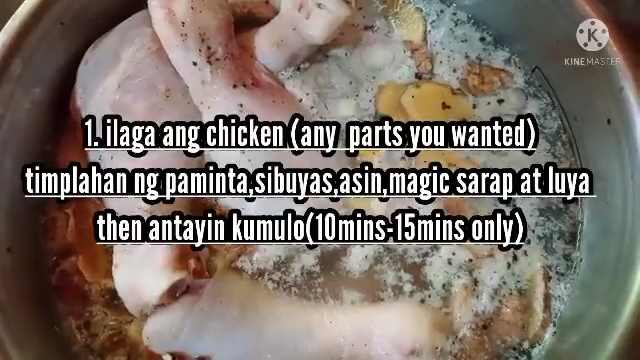 KINEMASTER
1. ilaga ang chicken (any parts you wanted)
timplahan ng paminta,sibuyas,asin,magic sarap at luya
then antayin kumulo(10mins-15mins only)